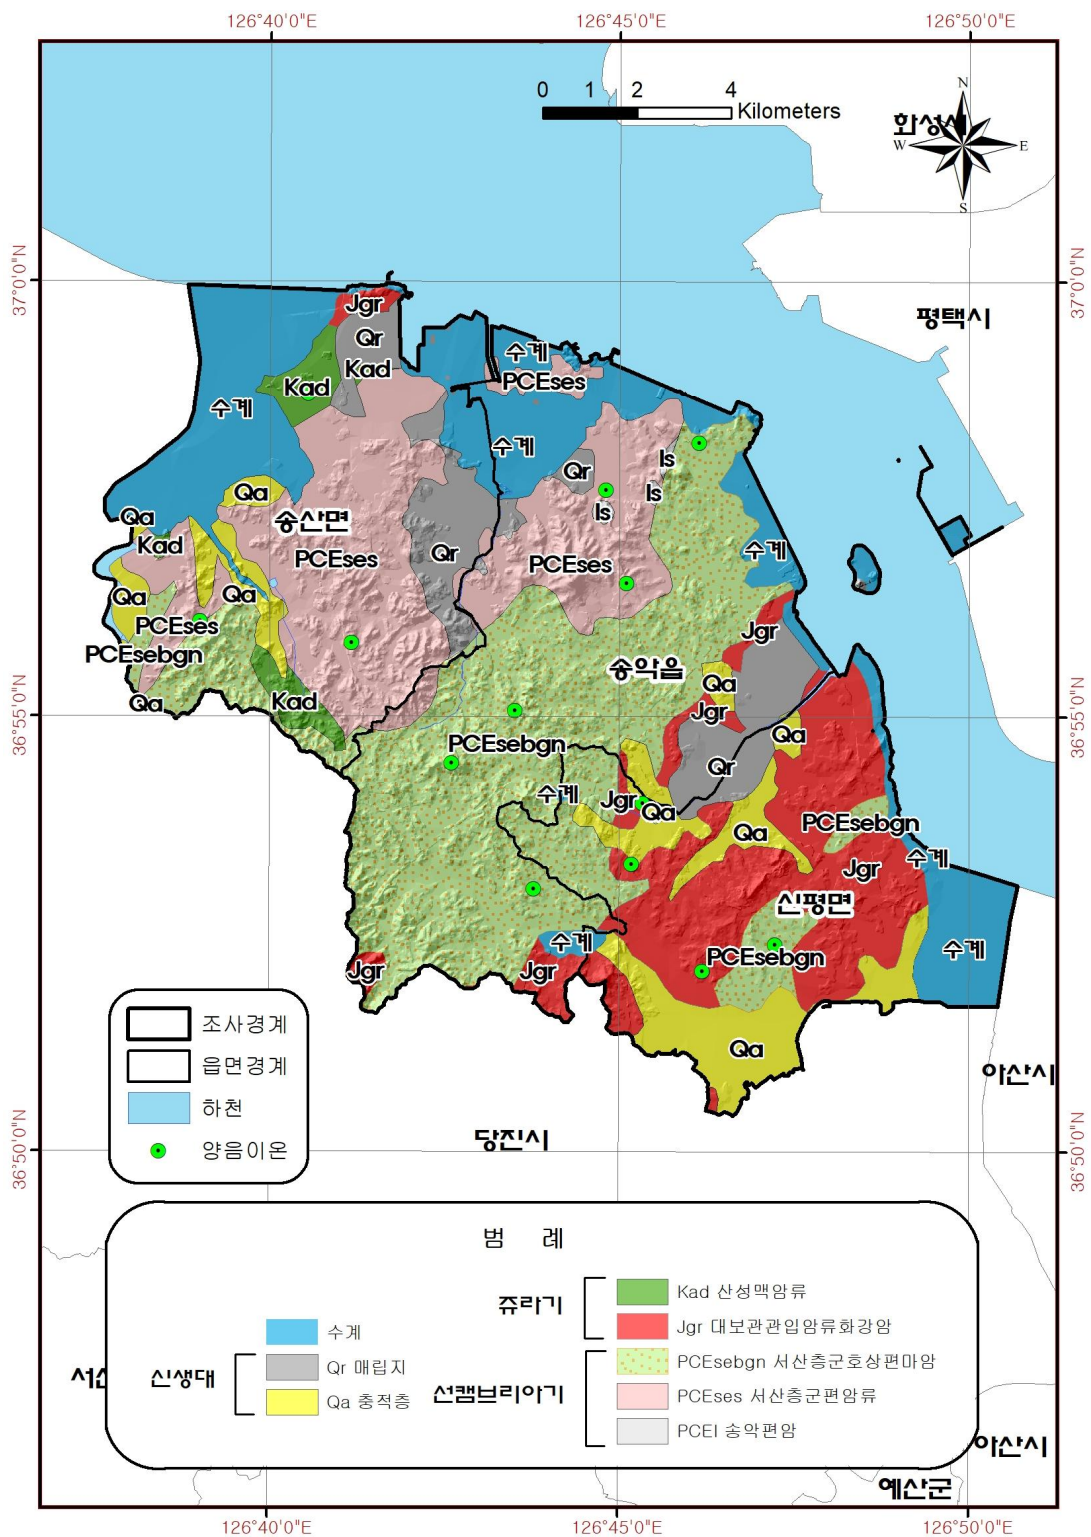 126°40'0"E
126°45'0"E
126°50'0"E
0 1 2 4
Kilometers
N
W
E
S
화성시
37°0'0"N
37°0'0"N
평택시
Jgr
Qr
Kad
Kad
수계
PCEses
수계
수계
Qr
Is
Is
Is
Qa
Qa
송산면
Kad
PCEses
Qr
PCEses
수계
Qa
Qa
PCEses
PCEsebgn
Jgr
송악읍
Qa
Kad
Qa
Jgr
36°55'0"N
36°55'0"N
Qa
PCEsebgn
Qr
수계
Jgr
Qa
Qa
PCEsebgn
수계
Jgr
신평면
수계
수계
PCEsebgn
Jgr
Jgr
Qa
조사경계
읍면경계
하천
양음이온
아산시
당진시
36°50'0"N
36°50'0"N
범 례
쥬라기
Kad 산성맥암류
Jgr 대보관관입암류화강암
수계
신생대
Qr 매립지
Qa 충적층
선캠브리아기
PCEsebgn 서산층군호상편마암
PCEses 서산층군편암류
PCEl 송악편암
서산
아산시
예산군
126°40'0"E
126°45'0"E
126°50'0"E